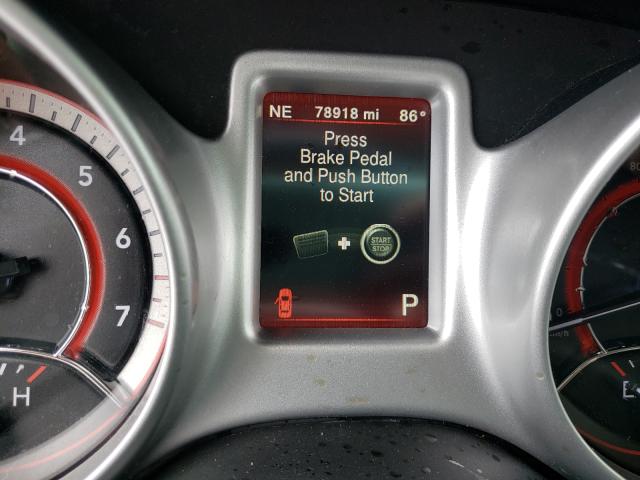 NE 78918 mi 86°
Press
Brake Pedal
and Push Button
to Start
START
STOP
P
4
5
6
7
H
E